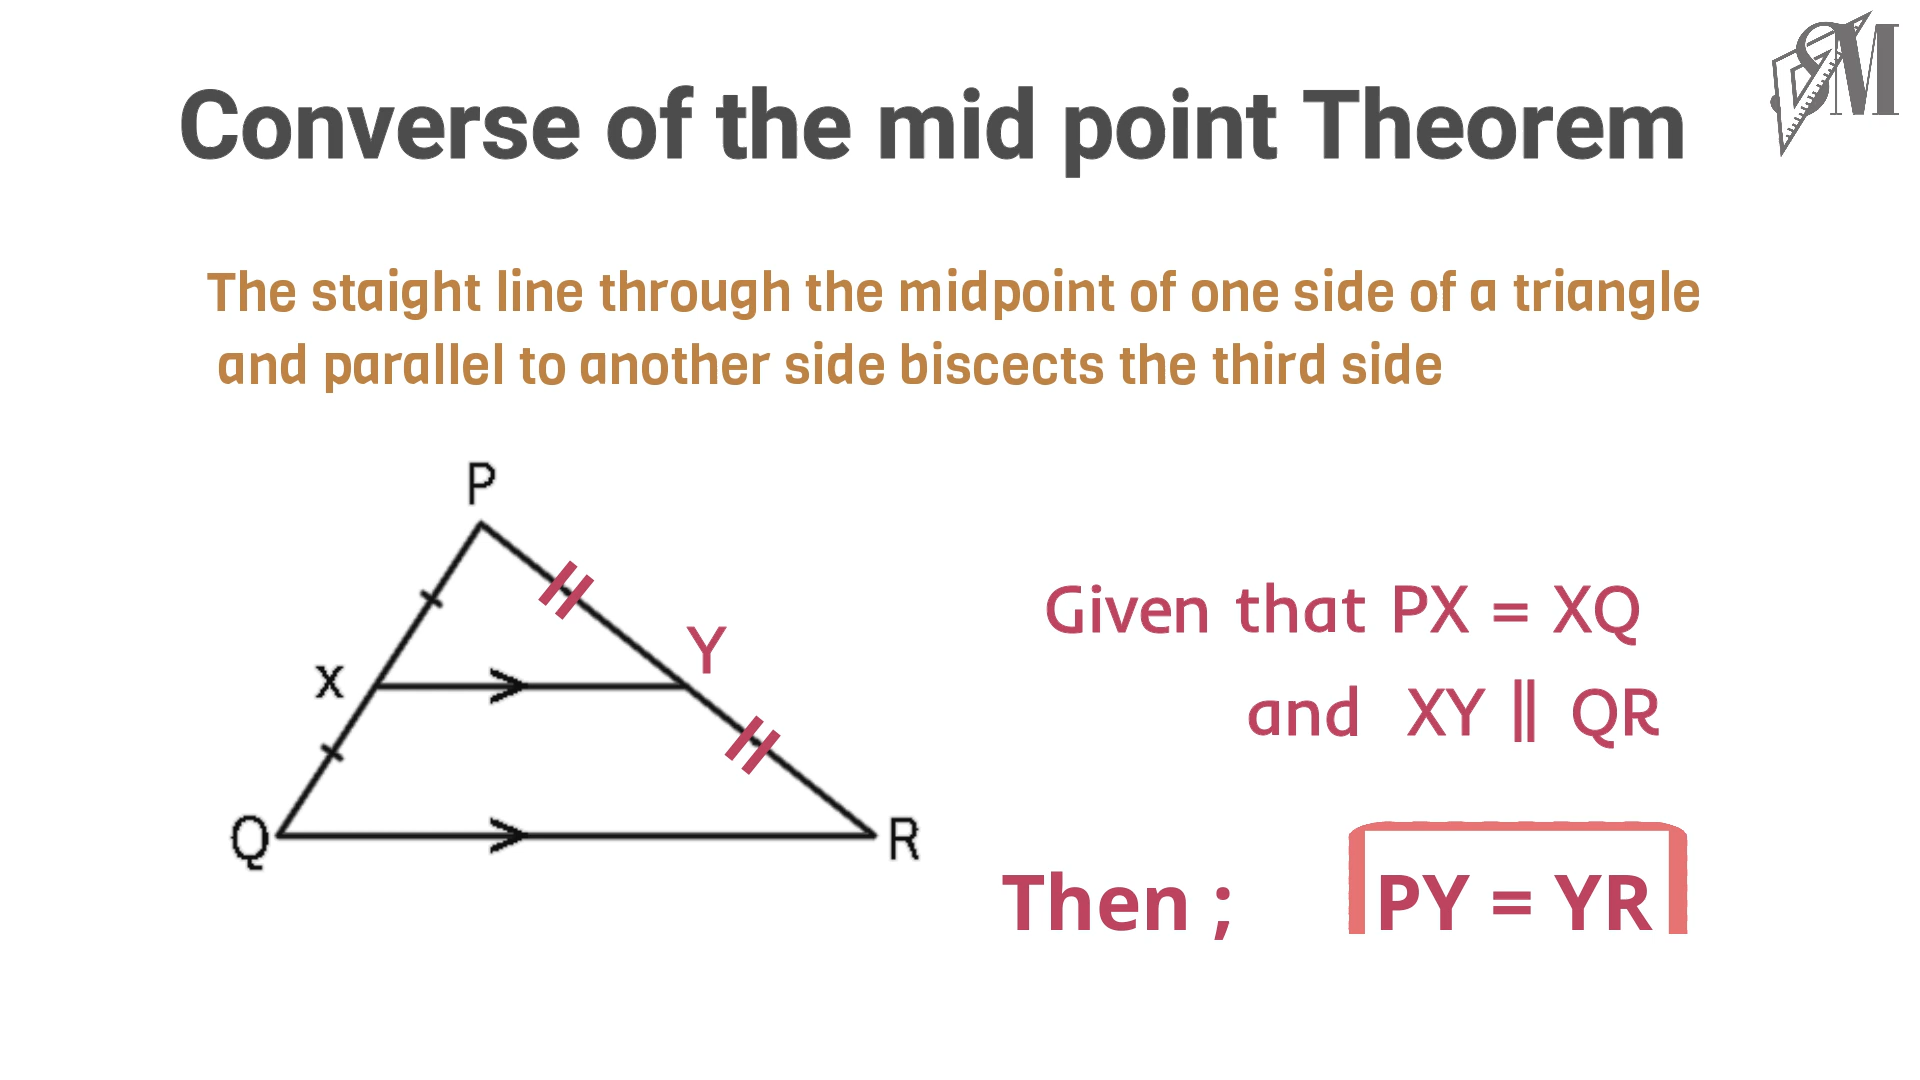 SM
Converse of the mid point Theorem
The staight line through the midpoint of one side of a triangle
and parallel to another side biscects the third side
P
Y
x
Q
R
Given that PX = XQ
and XY || QR
Then ; PY = YR